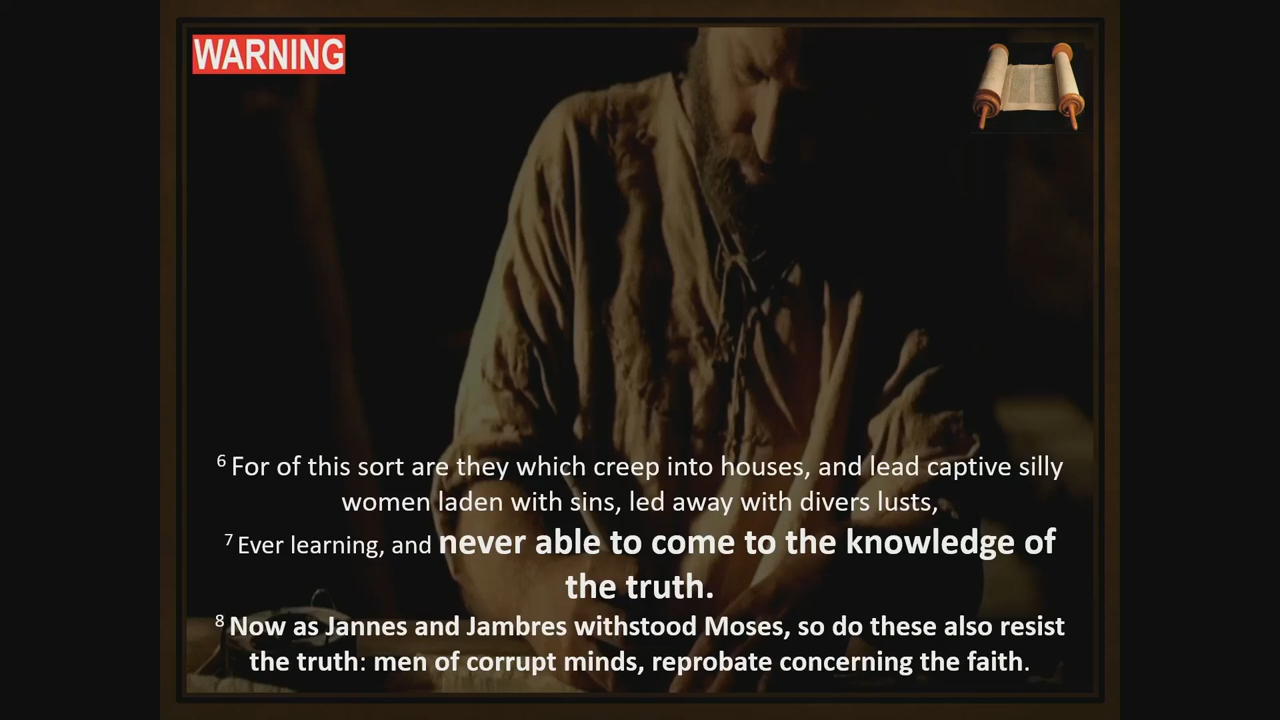 WARNING
6 For of this sort are they which creep into houses, and lead captive silly
women laden with sins, led away with divers lusts,
7 Ever learning, and never able to come to the knowledge of
the truth.
8 Now as Jannes and Jambres withstood Moses, so do these also resist
the truth: men of corrupt minds, reprobate concerning the faith.